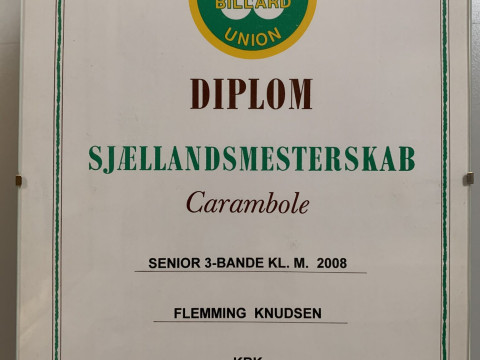 BILLARD
UNION
DIPLOM
SJÆLLANDSMESTERSKAB
Carambole
SENIOR 3-BANDE KL. M. 2008
FLEMMING KNUDSEN